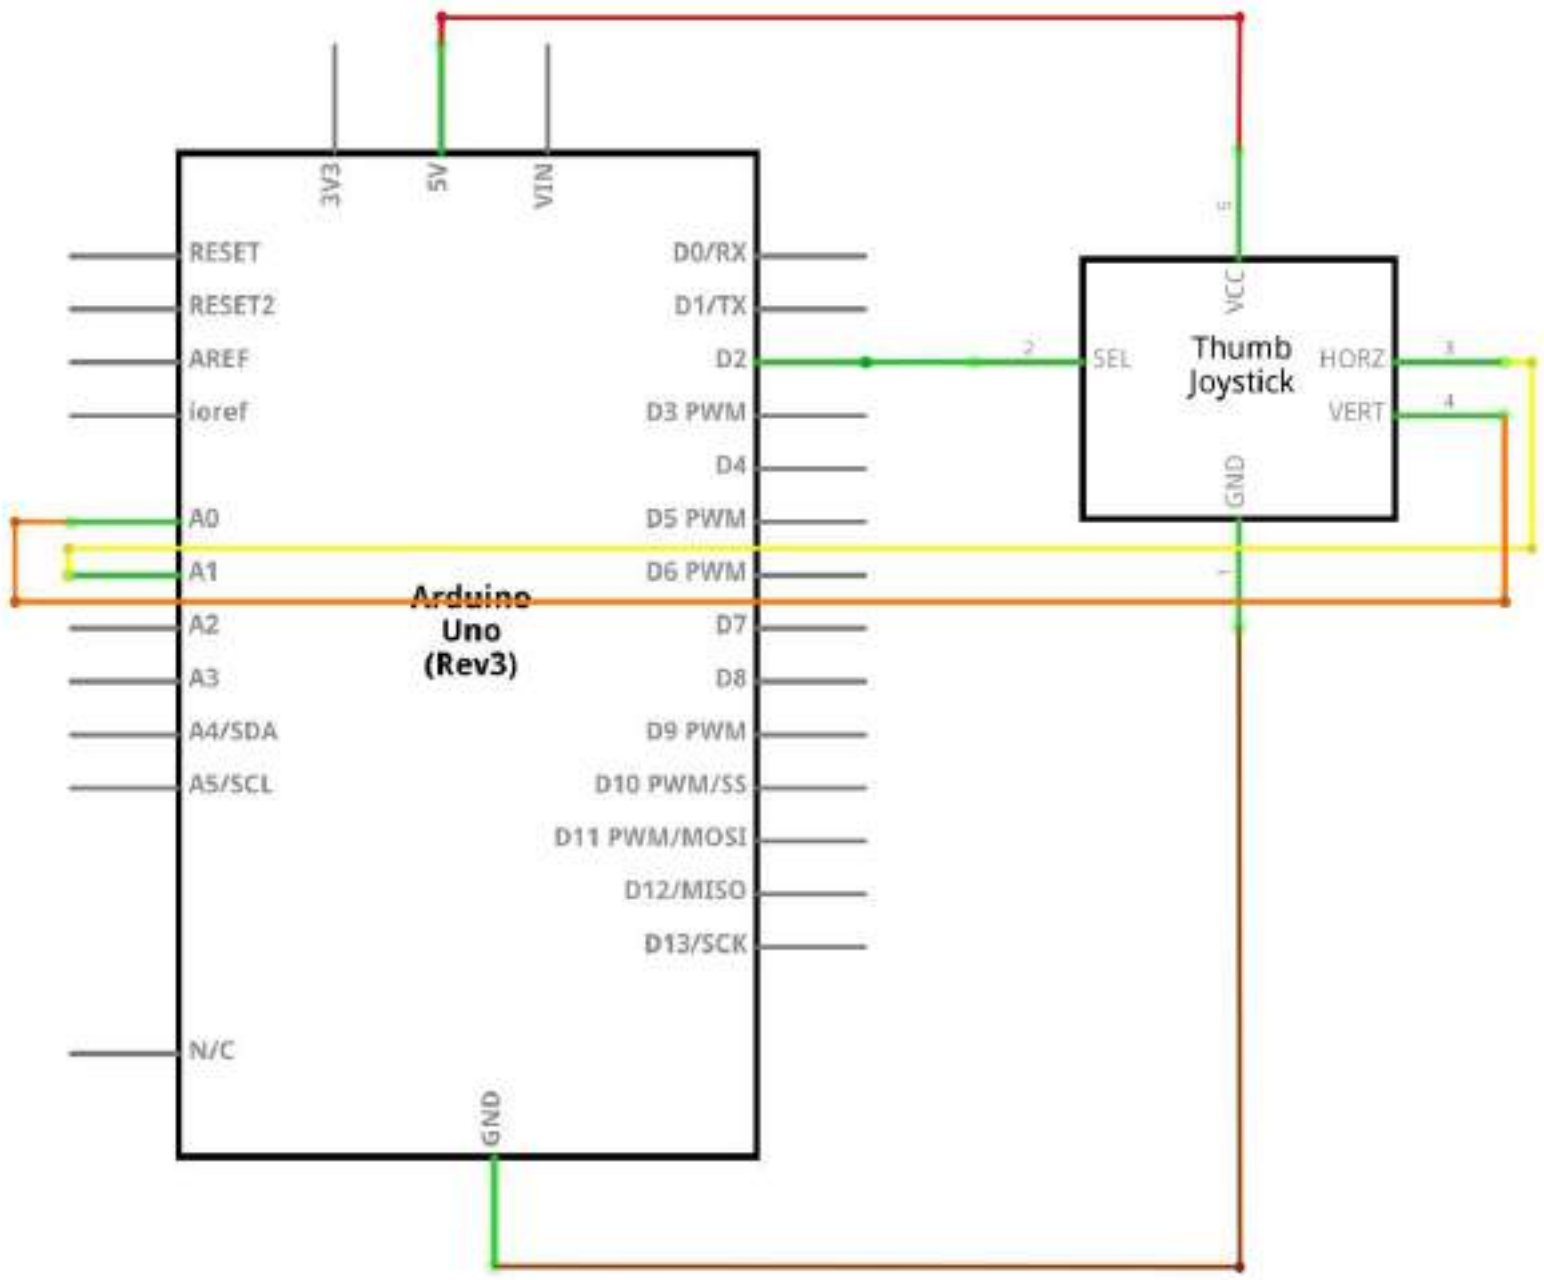 3V3
5V
VIN
RESET
RESET2
AREF
ioref
A0
A1
A2
A3
A4/SDA
A5/SCL
N/C
Arduino
Uno
(Rev3)
D0/RX
D1/TX
D2
D3 PWM
D4
D5 PWM
D6 PWM
D7
D8
D9 PWM
D10 PWM/SS
D11 PWM/MOSI
D12/MISO
D13/SCK
GND
5
VCC
2
SEL
Thumb
Joystick
HORZ
3
VERT
4
GND
1